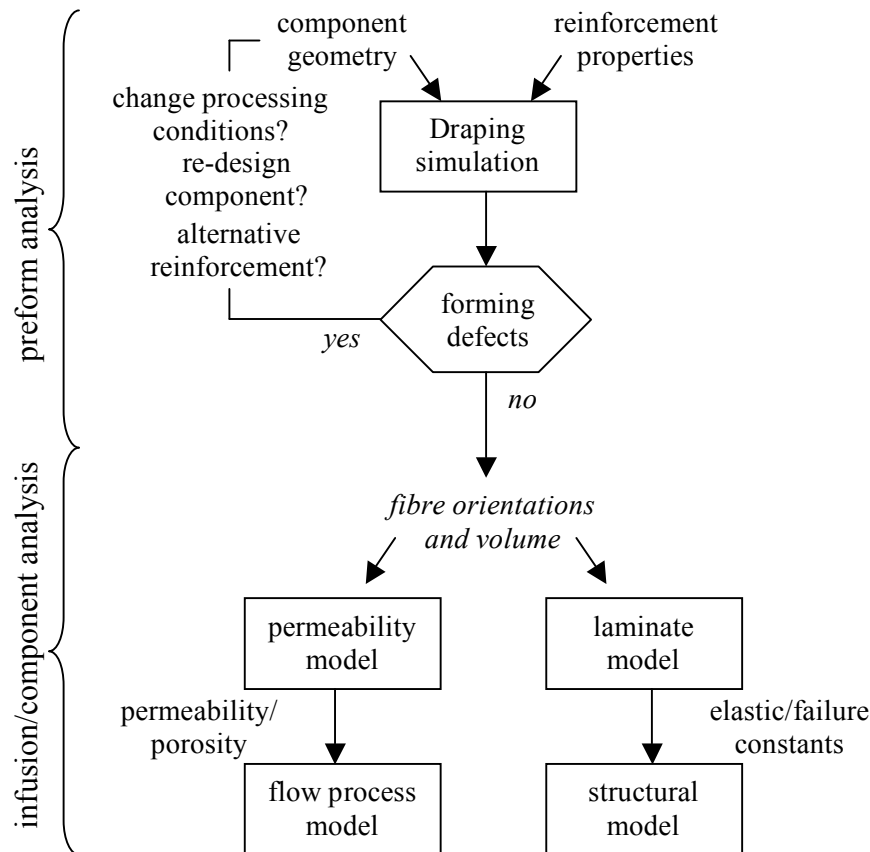 component
geometry
reinforcement
properties
change processing
conditions?
re-design
component?
alternative
reinforcement?
Draping
simulation
forming
defects
yes
no
preform analysis
fibre orientations
and volume
permeability
model
laminate
model
permeability/
porosity
elastic/failure
constants
flow process
model
structural
model
infusion/component analysis